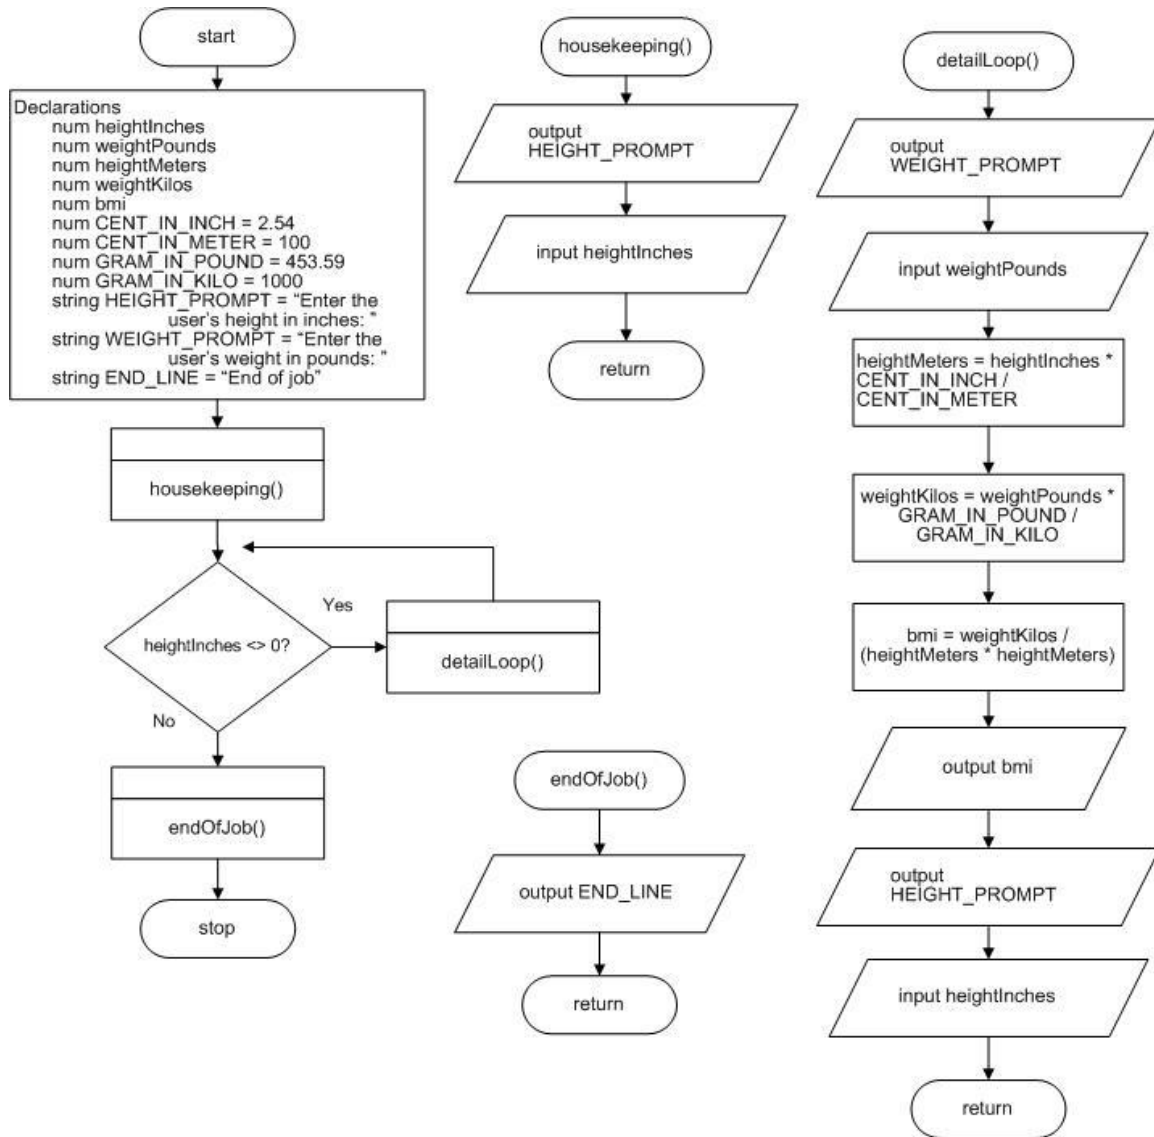 start
Declarations
num heightInches
num weightPounds
num heightMeters
num weightKilos
num bmi
num CENT_IN_INCH = 2.54
num CENT_IN_METER = 100
num GRAM_IN_POUND = 453.59
num GRAM_IN_KILO = 1000
string HEIGHT_PROMPT = “Enter the
user’s height in inches: ”
string WEIGHT_PROMPT = “Enter the
user’s weight in pounds: ”
string END_LINE = “End of job”
housekeeping()
heightInches <> 0?
Yes
detailLoop()
No
endOfJob()
stop
housekeeping()
output
HEIGHT_PROMPT
input heightInches
return
endOfJob()
output END_LINE
return
detailLoop()
output
WEIGHT_PROMPT
input weightPounds
heightMeters = heightInches *
CENT_IN_INCH /
CENT_IN_METER
weightKilos = weightPounds *
GRAM_IN_POUND /
GRAM_IN_KILO
bmi = weightKilos /
(heightMeters * heightMeters)
output bmi
output
HEIGHT_PROMPT
input heightInches
return